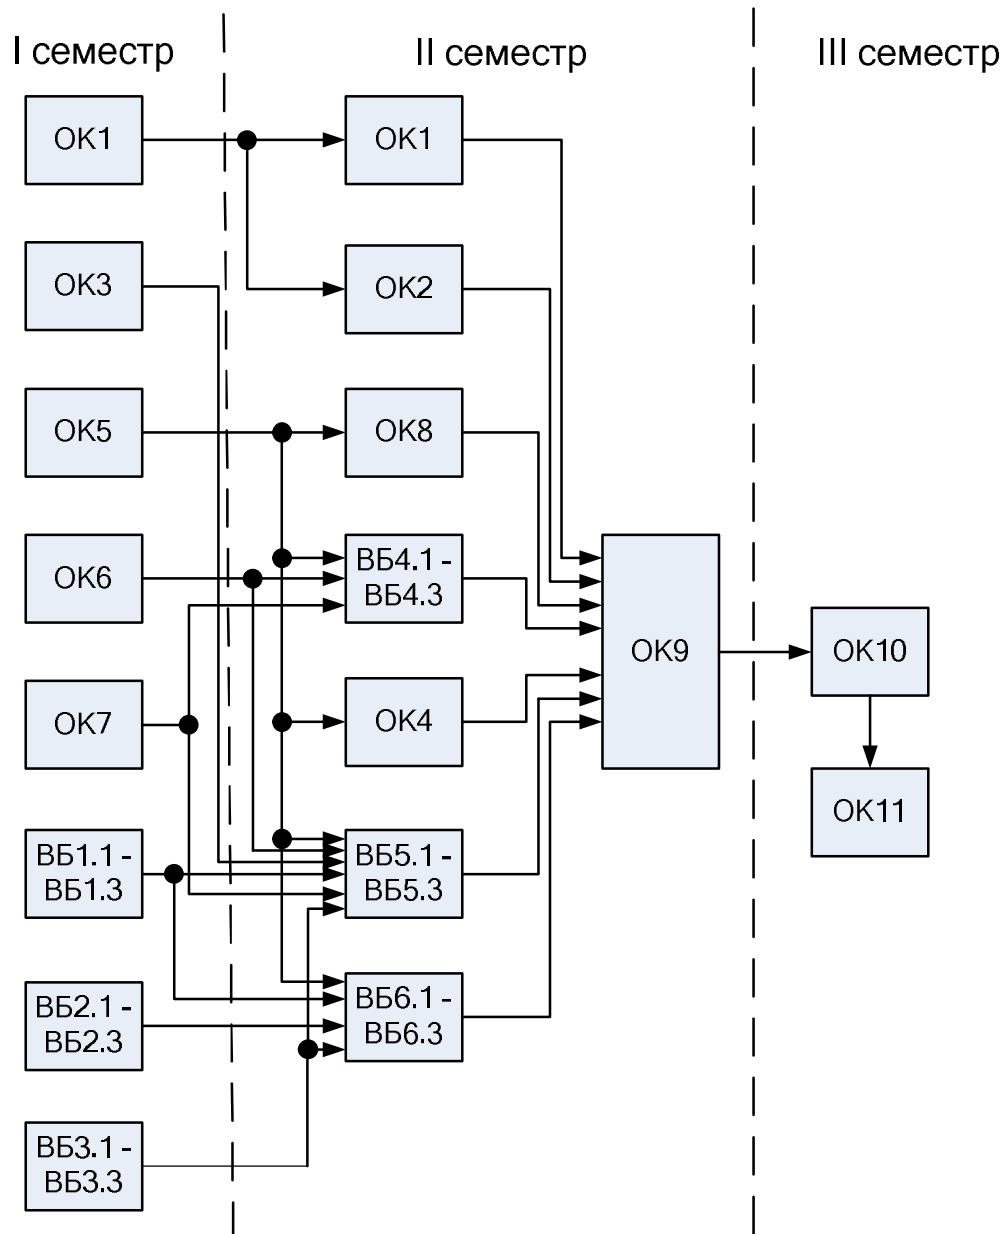 I семестр
II семестр
III семестр
ОК1
ОК3
ОК5
ОК6
ОК7
ВБ1.1 -
ВБ1.3
ВБ2.1 -
ВБ2.3
ВБ3.1 -
ВБ3.3
ОК1
ОК2
ОК8
ВБ4.1 -
ВБ4.3
ОК4
ВБ5.1 -
ВБ5.3
ВБ6.1 -
ВБ6.3
ОК9
ОК10
ОК11